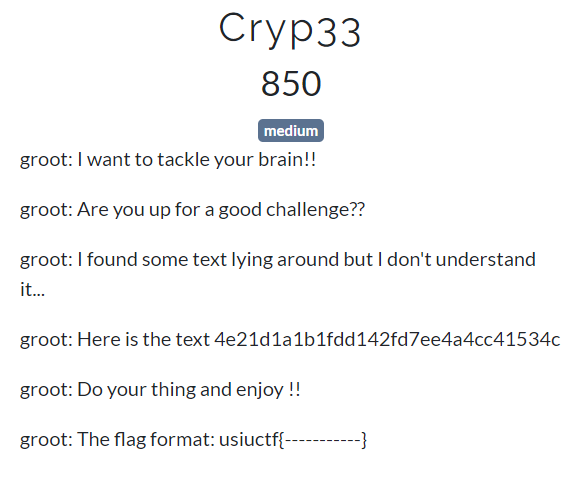 Cryp33
850
medium
groot: I want to tackle your brain!!
groot: Are you up for a good challenge??
groot: I found some text lying around but I don't understand
it...
groot: Here is the text 4e21d1a1b1fdd142fd7ee4a4cc41534c
groot: Do your thing and enjoy !!
groot: The flag format: usiuctf{-----------}